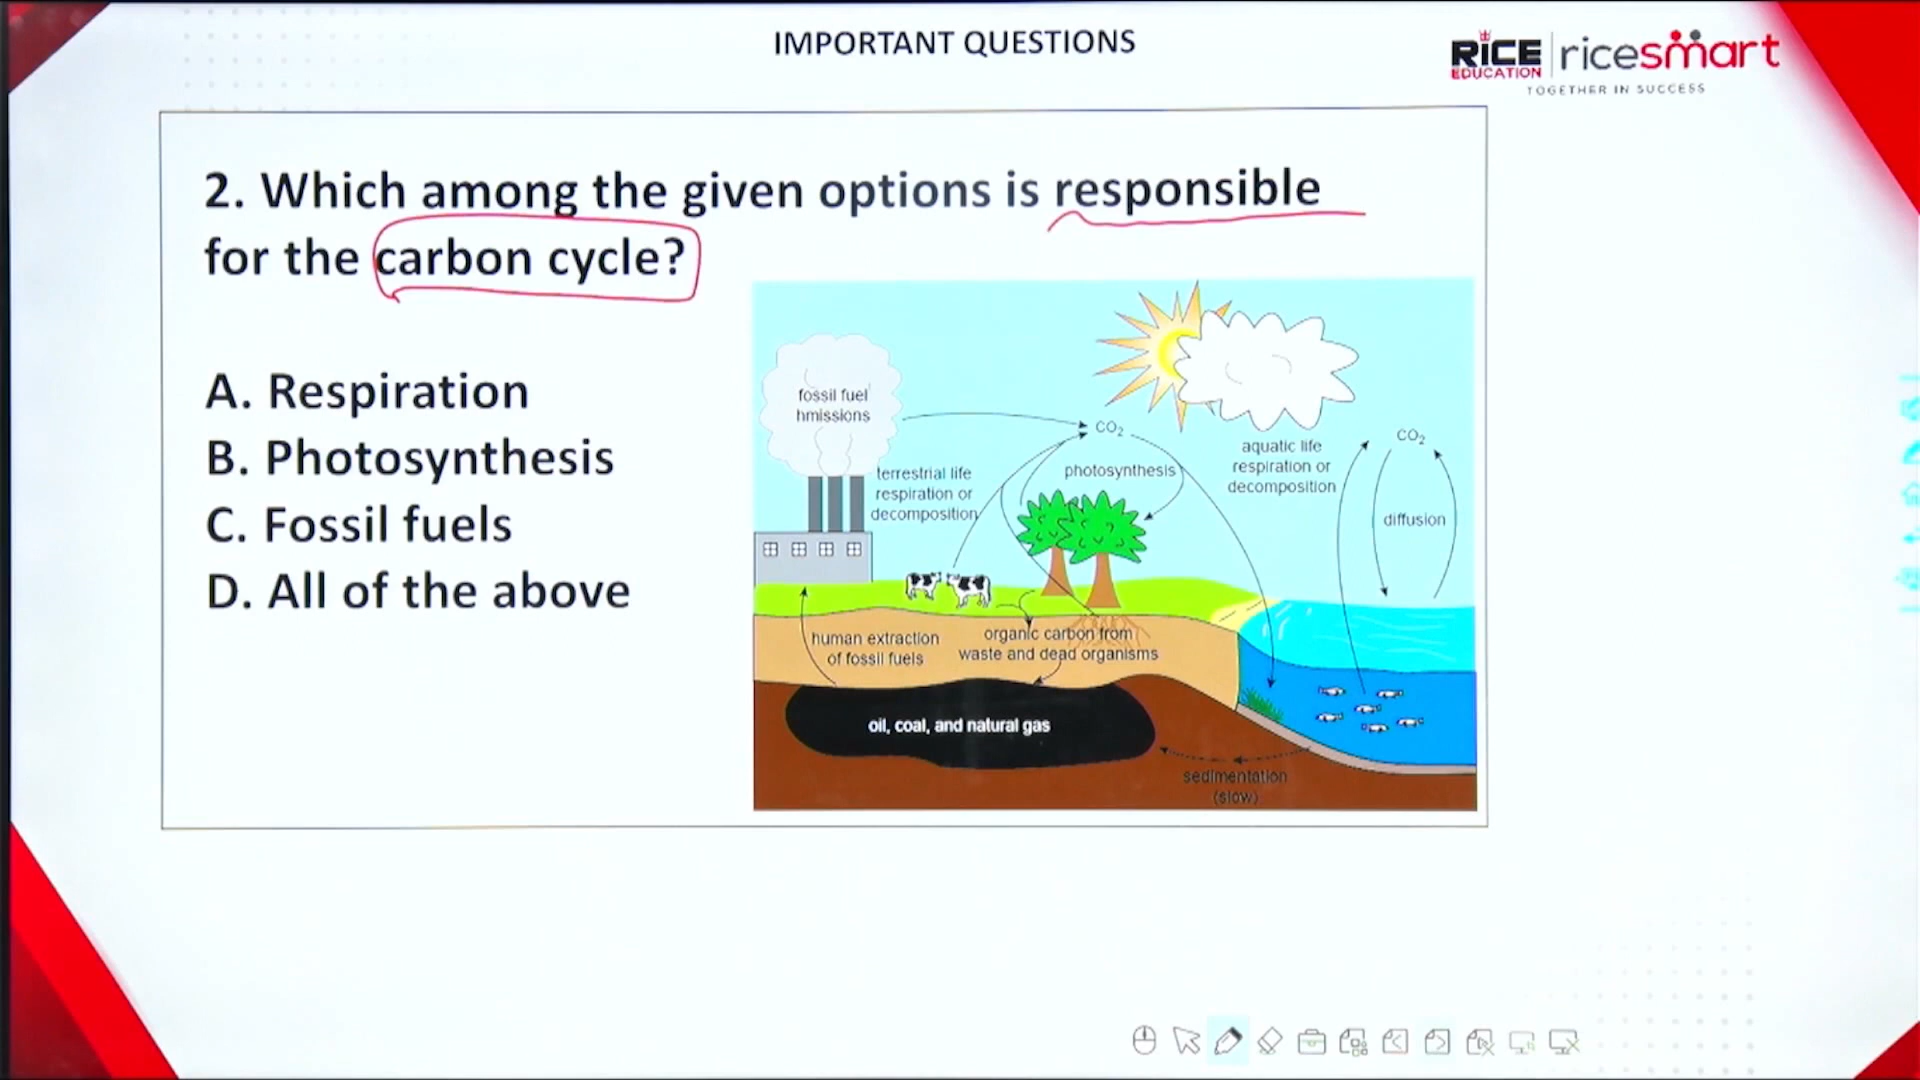 IMPORTANT QUESTIONS
RICE
EDUCATION
ricesmart
TOGETHER IN SUCCESS
2. Which among the given options is responsible
for the carbon cycle?
A. Respiration
B. Photosynthesis
C. Fossil fuels
D. All of the above
fossil fuel
hmissions
CO₂
terrestrial life
respiration or
decomposition
photosynthesis
aquatic life
respiration or
decomposition
CO₂
diffusion
human extraction
of fossil fuels
organic carbon from
waste and dead organisms
oil, coal, and natural gas
sedimentation
(slow)